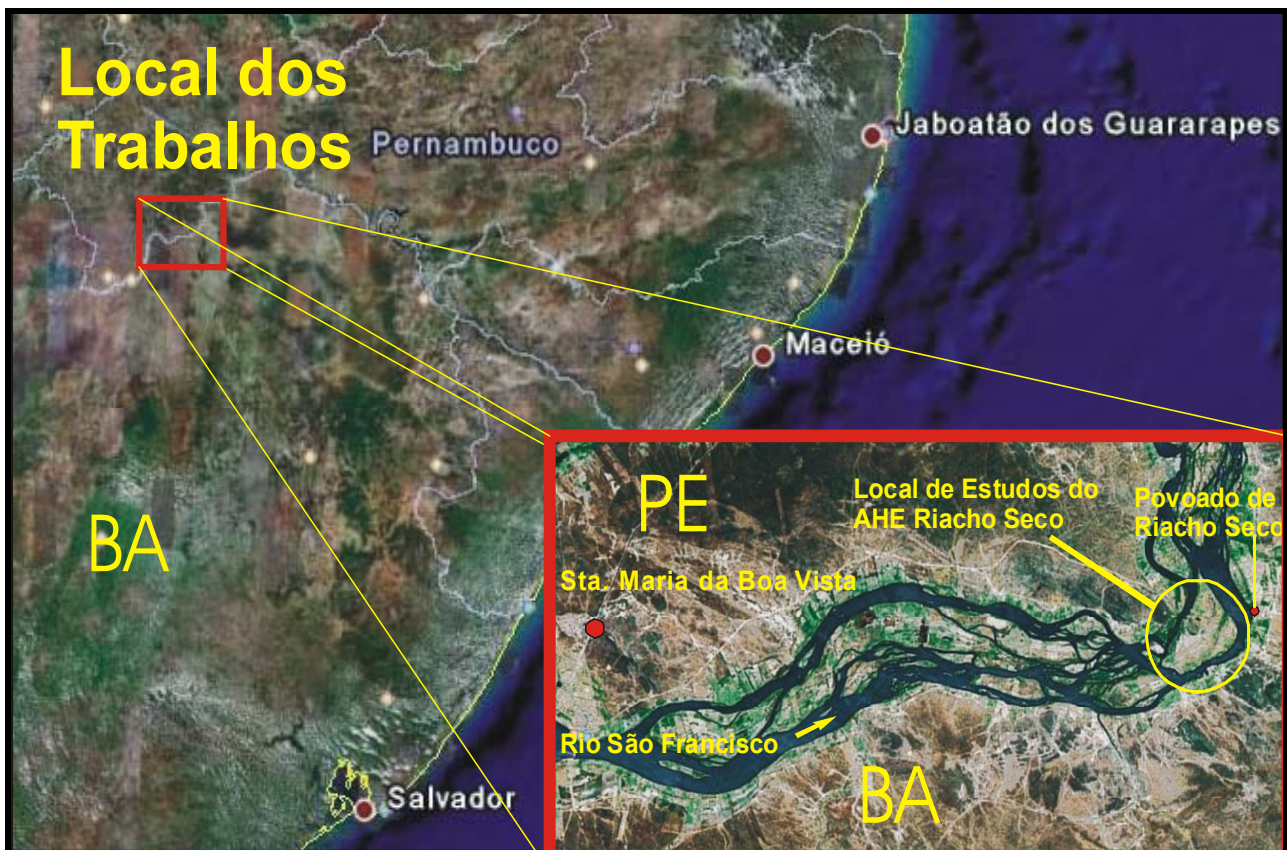 Local dos
Trabalhos
Pernambuco
Jaboatão dos Guararapes
Maceió
BA
Salvador
PE
Local de Estudos do
AHE Riacho Seco
Povoado de
Riacho Seco
Sta. Maria da Boa Vista
Rio São Francisco
BA